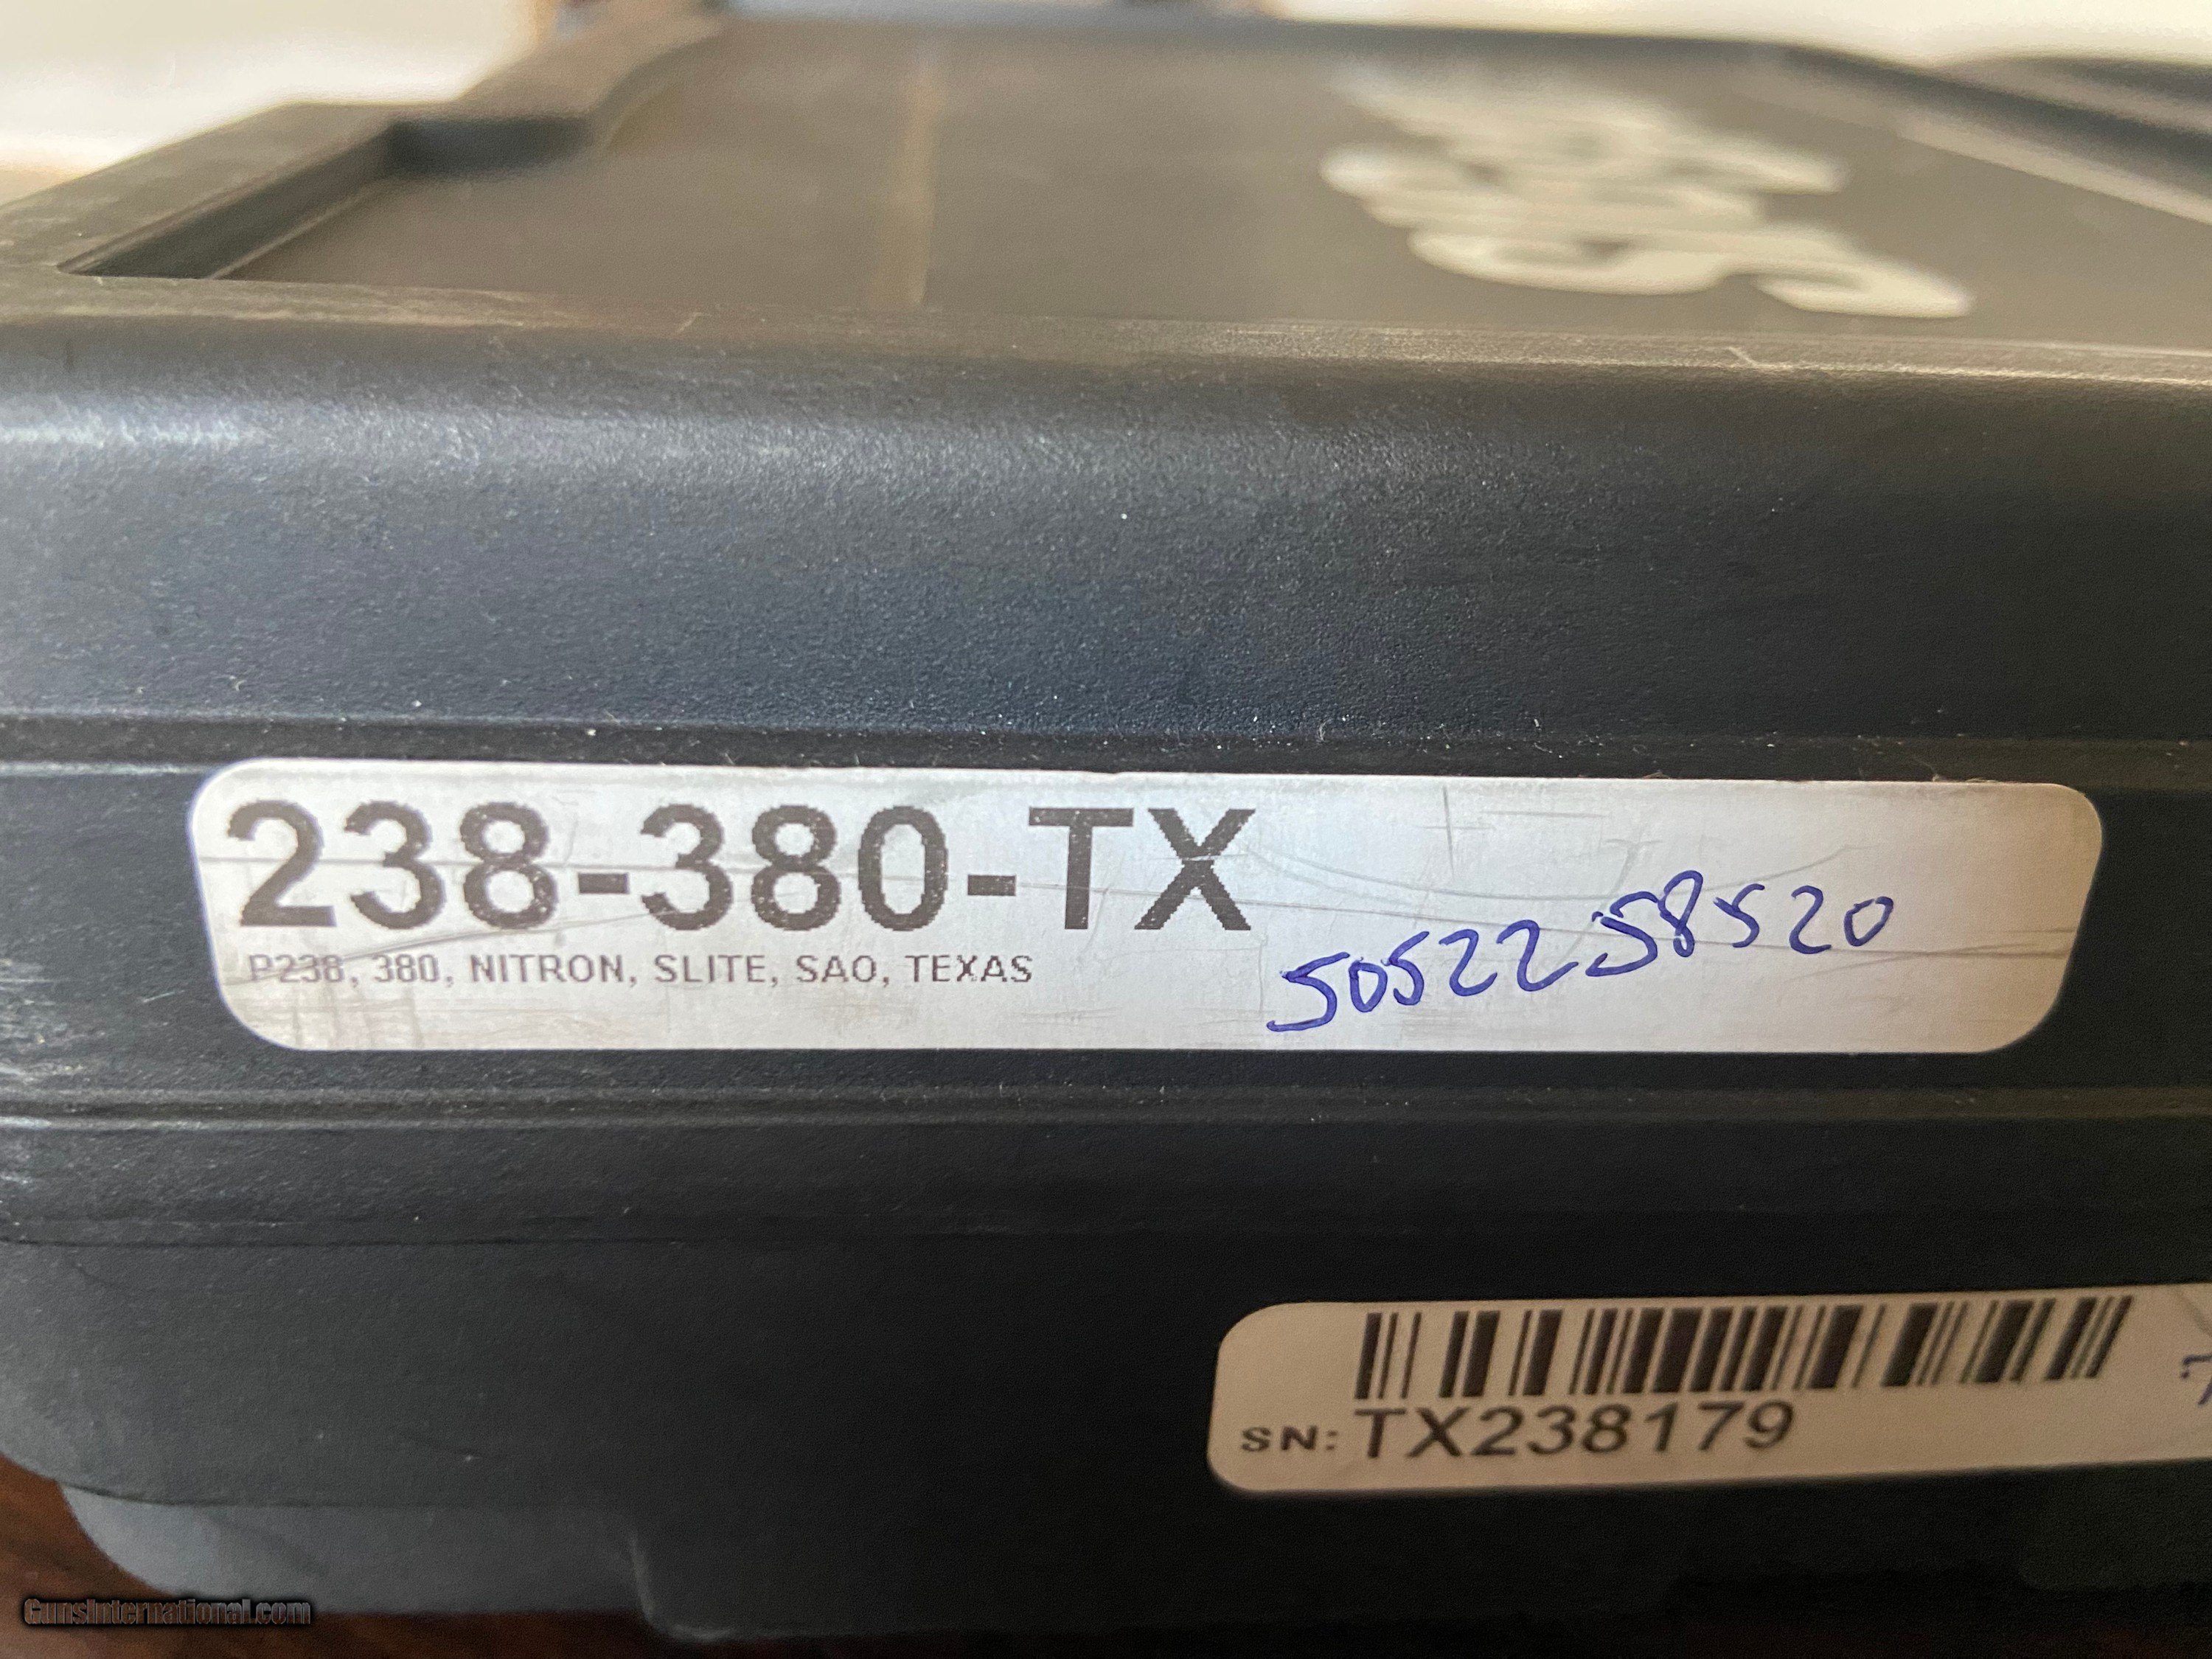 238-380-TX
P238, 380, NITRON, SLITE, SAO, TEXAS
5052258520
SN: TX238179
GunsInternational.com